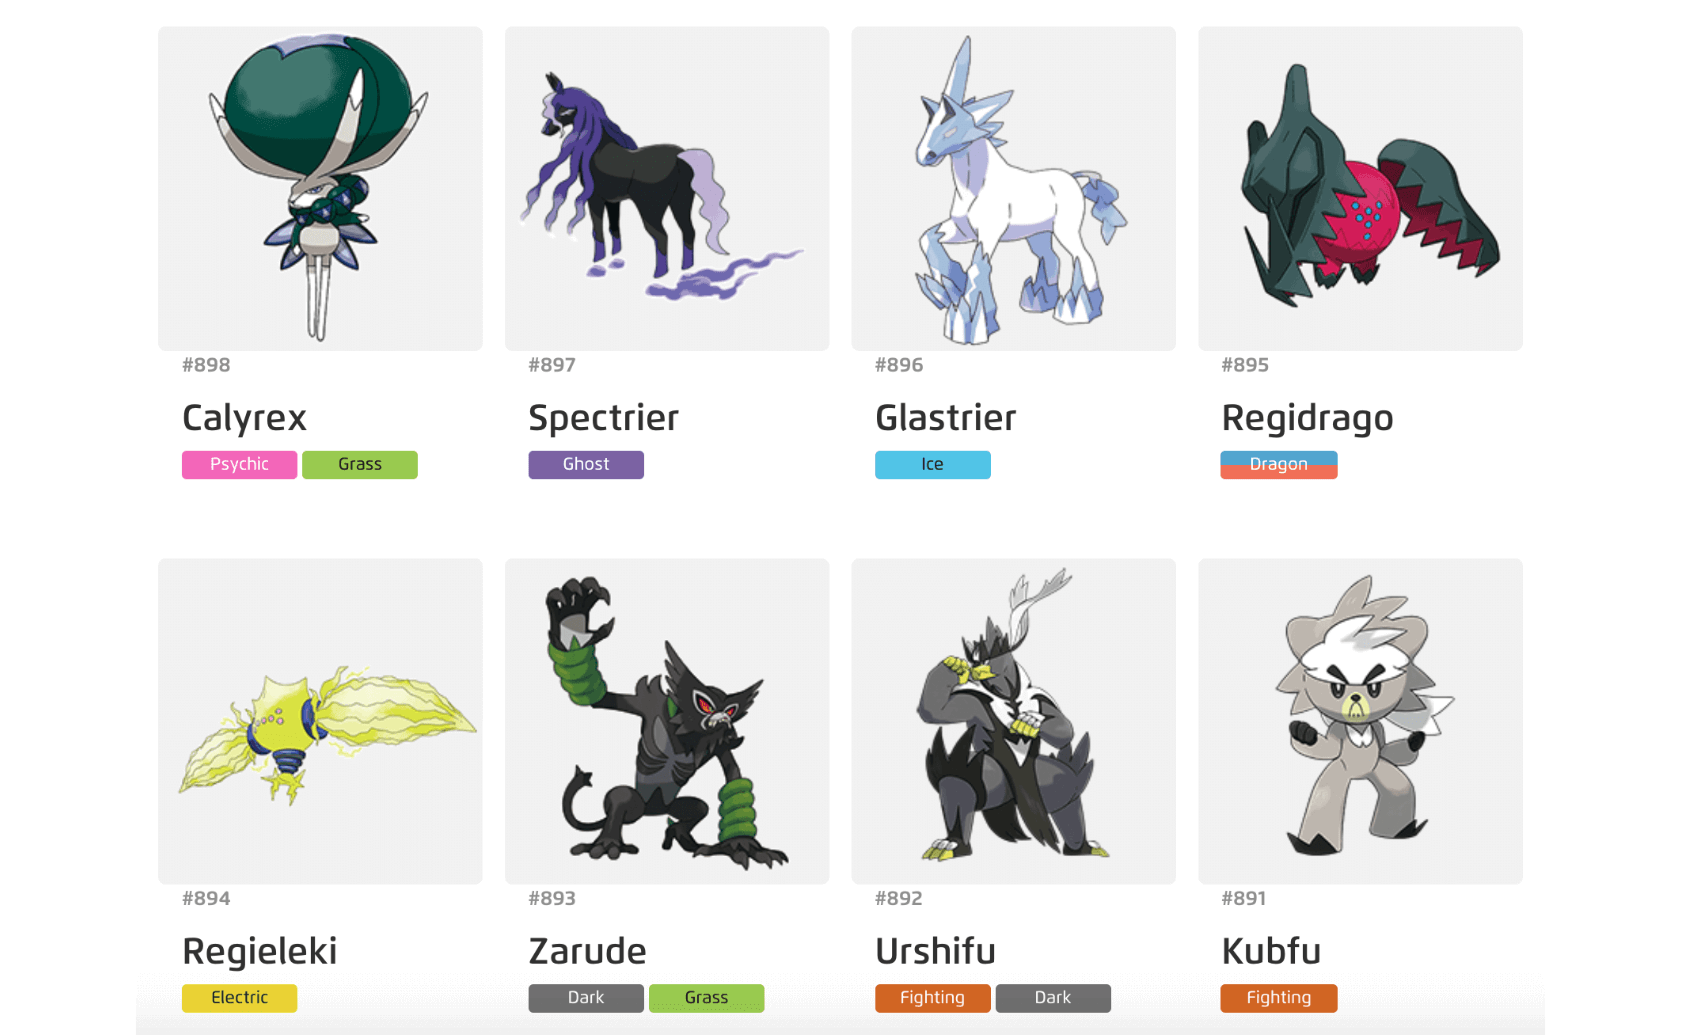 #898
Calyrex
Psychic Grass
#897
Spectrier
Ghost
#896
Glastrier
Ice
#895
Regidrago
Dragon
#894
Regieleki
Electric
#893
Zarude
Dark Grass
#892
Urshifu
Fighting Dark
#891
Kubfu
Fighting